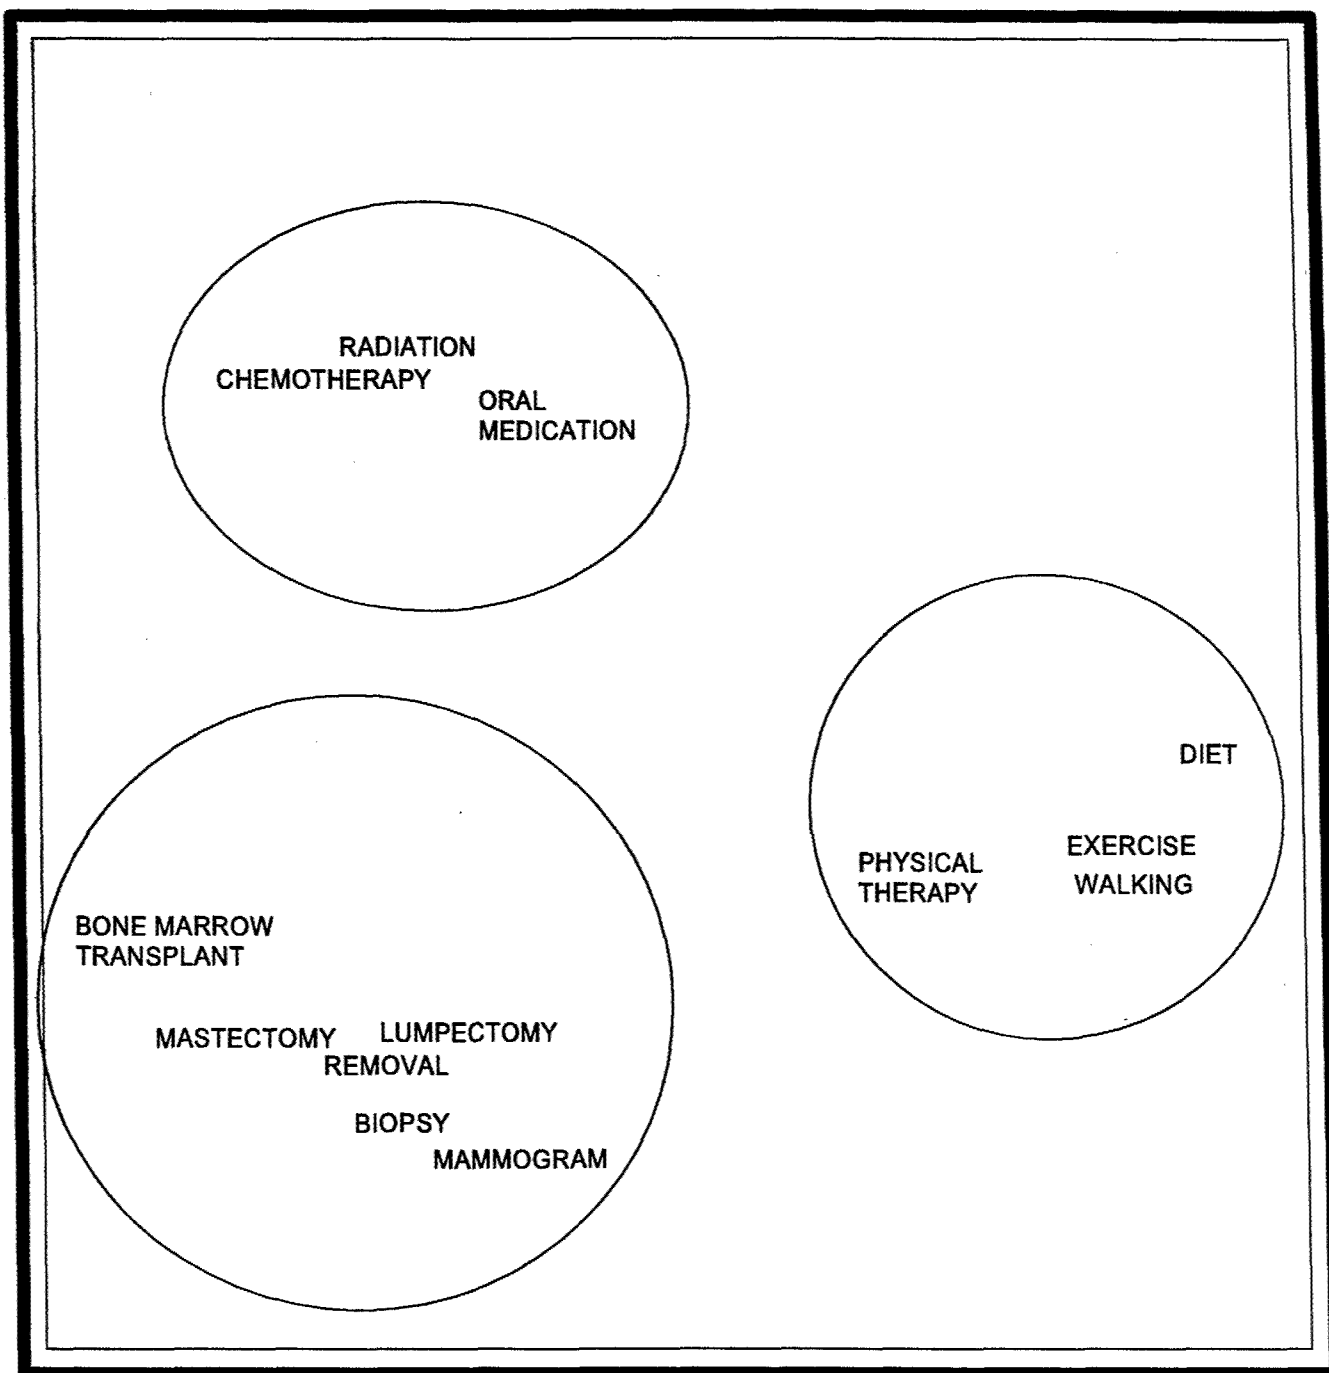 RADIATION
CHEMOTHERAPY
ORAL
MEDICATION
DIET
EXERCISE
WALKING
PHYSICAL
THERAPY
BONE MARROW
TRANSPLANT
MASTECTOMY
LUMPECTOMY
REMOVAL
BIOPSY
MAMMOGRAM